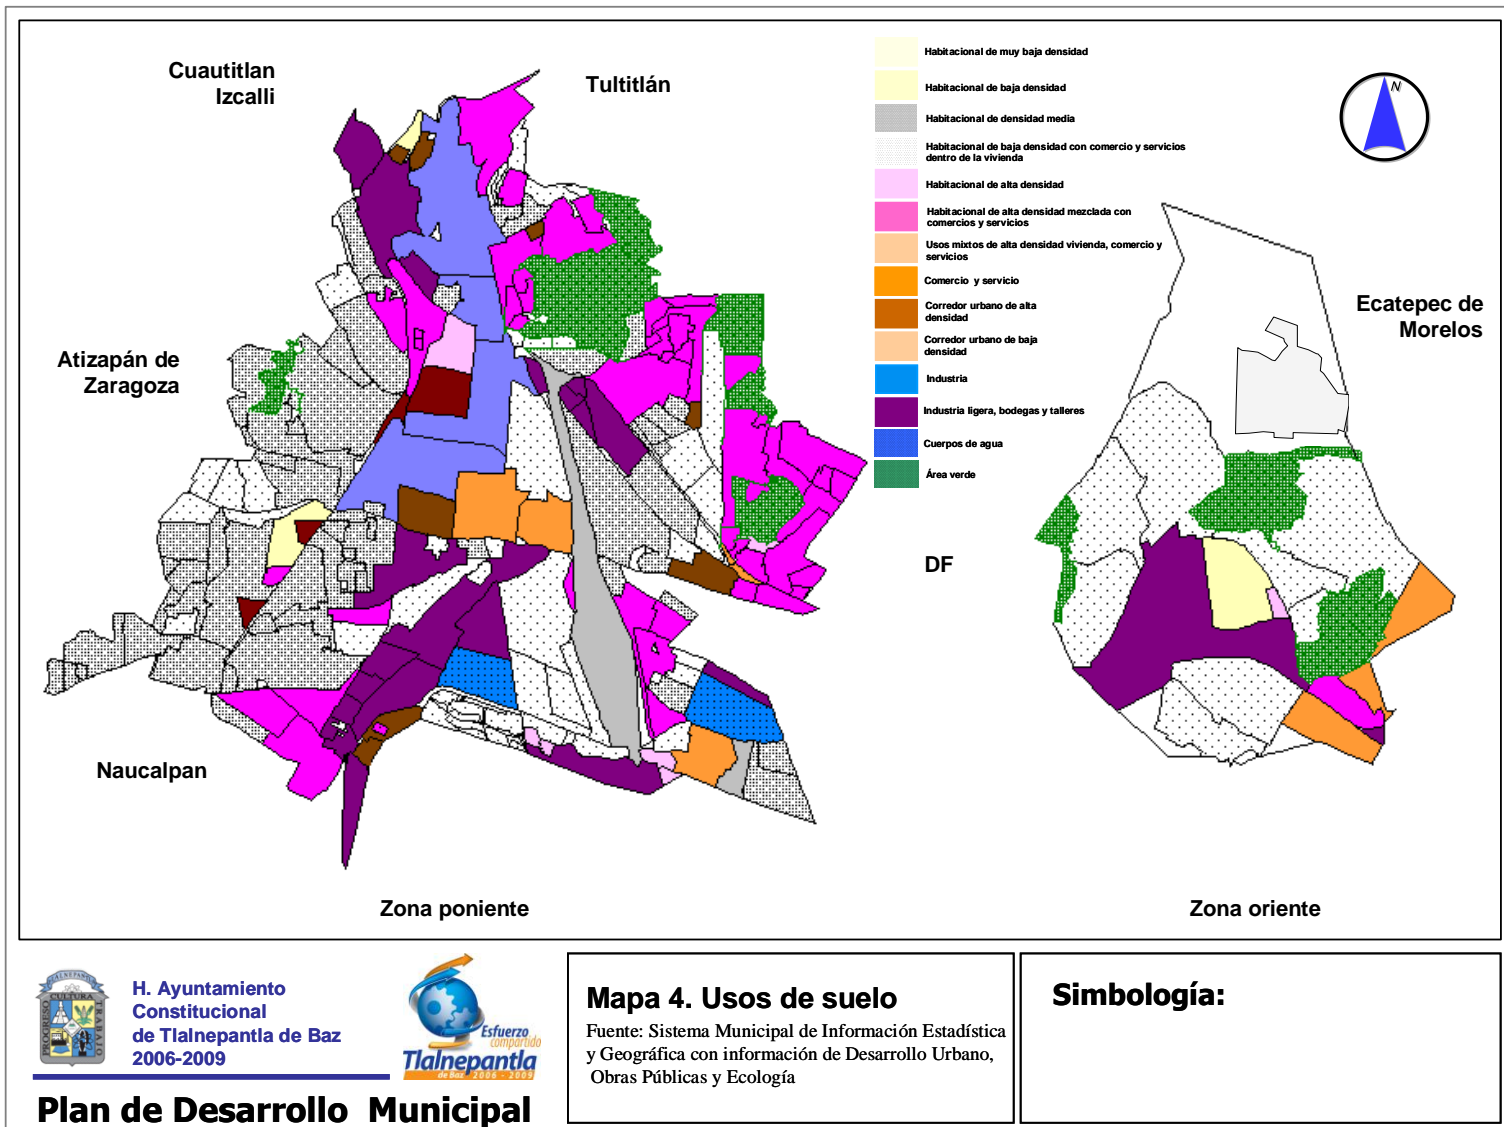 Cuautitlan
Izcalli
Tultitlán
Atizapán de
Zaragoza
Naucalpan
Zona poniente
Habitacional de muy baja densidad
Habitacional de baja densidad
Habitacional de densidad media
Habitacional de baja densidad con comercio y servicios
dentro de la vivienda
Habitacional de alta densidad
Habitacional de alta densidad mezclada con
comercios y servicios
Usos mixtos de alta densidad vivienda, comercio y
servicios
Comercio y servicio
Corredor urbano de alta
densidad
Corredor urbano de baja
densidad
Industria
Industria ligera, bodegas y talleres
Cuerpos de agua
Área verde
N
Ecatepec de
Morelos
DF
Zona oriente
TLALNEPANTLA
PROGRESO CULTURA TRABAJO
H. Ayuntamiento
Constitucional
de Tlalnepantla de Baz
2006-2009
Esfuerzo
compartido
Tlalnepantla
de Baz 2006 - 2009
Plan de Desarrollo Municipal
Mapa 4. Usos de suelo
Fuente: Sistema Municipal de Información Estadística
y Geográfica con información de Desarrollo Urbano,
Obras Públicas y Ecología
Simbología: